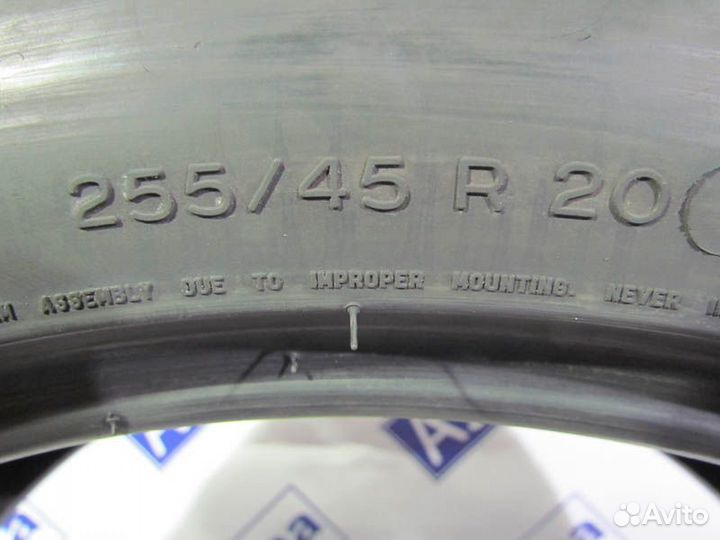 255/45 R 20
ASSEMBLY DUE TO IMPROPER MOUNTING. NEVER
Avito